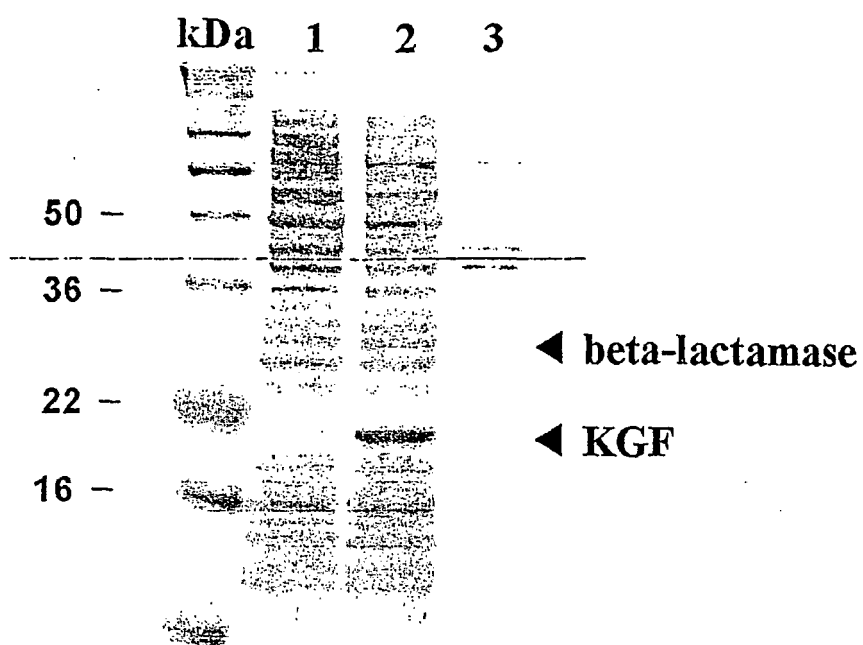 kDa 1 2 3
50 –
36 –
beta-lactamase
22 –
KGF
16 –